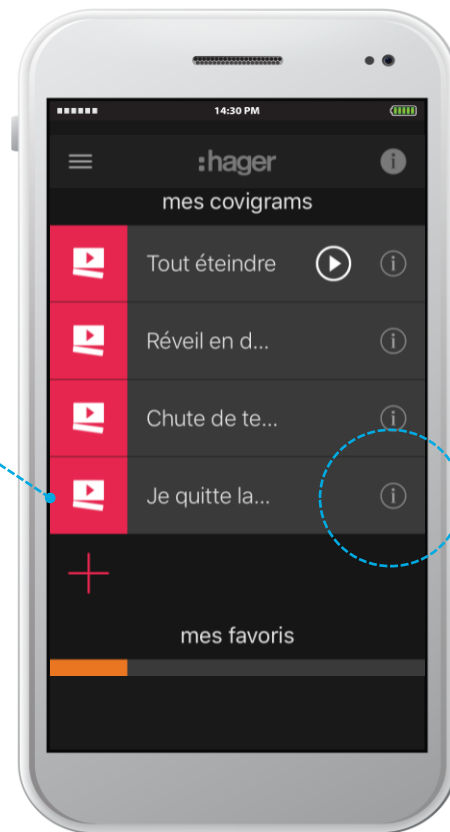 14:30 PM
:hager
mes covigrams
Tout éteindre
Réveil en d...
Chute de te...
Je quitte la...
mes favoris